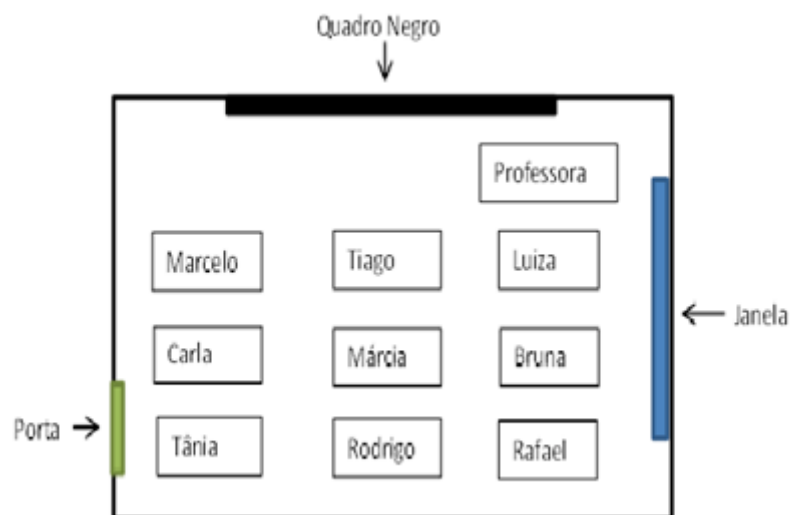 Quadro Negro
Professora
Marcelo
Tiago
Luiza
Janela
Carla
Márcia
Bruna
Porta
Tânia
Rodrigo
Rafael